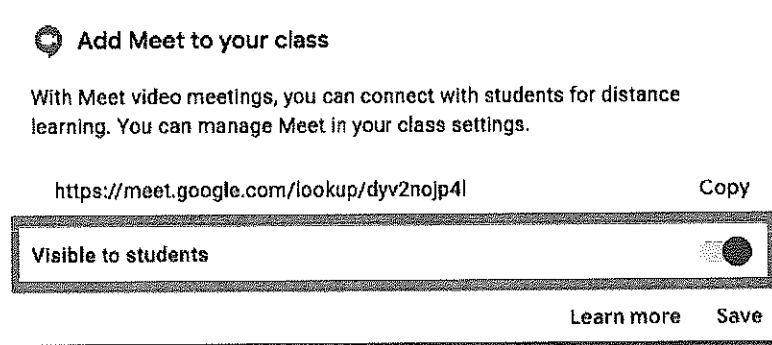 Add Meet to your class
With Meet video meetings, you can connect with students for distance
learning. You can manage Meet in your class settings.
https://meet.google.com/lookup/dyv2nojp4l Copy
Visible to students
Learn more Save